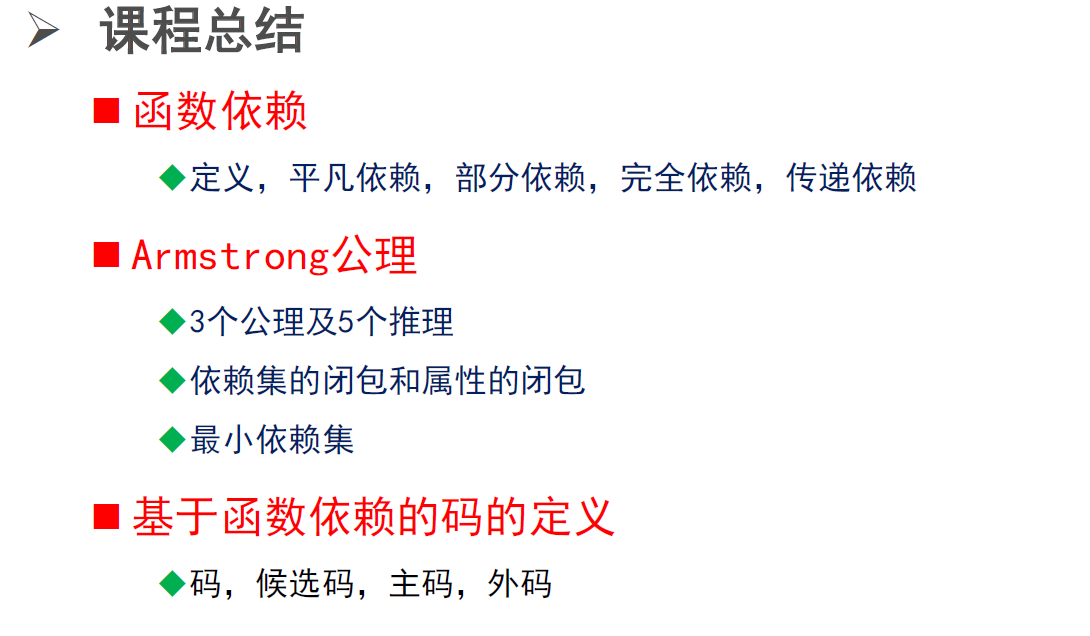 课程总结
函数依赖
定义，平凡依赖，部分依赖，完全依赖，传递依赖
Armstrong公理
3个公理及5个推理
依赖集的闭包和属性的闭包
最小依赖集
基于函数依赖的码的定义
码，候选码，主码，外码